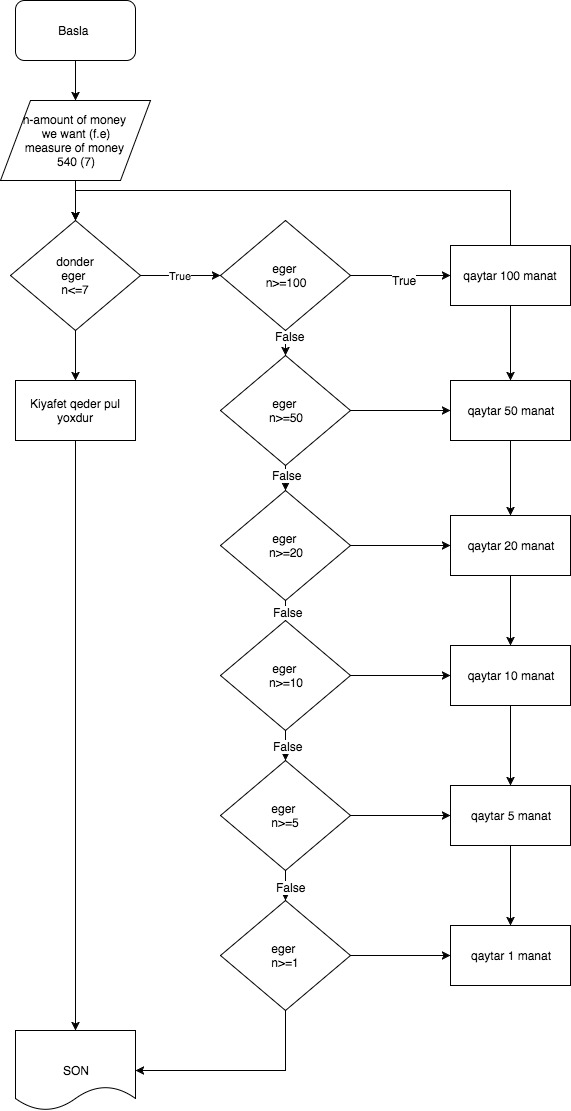 Basla
n-amount of money
we want (f.e)
measure of money
540 (7)
donder
eger
n<=7
True
eger
n>=100
True
qaytar 100 manat
False
Kiyafet qeder pul
yoxdur
eger
n>=50
qaytar 50 manat
False
eger
n>=20
qaytar 20 manat
False
eger
n>=10
qaytar 10 manat
False
eger
n>=5
qaytar 5 manat
False
eger
n>=1
qaytar 1 manat
SON